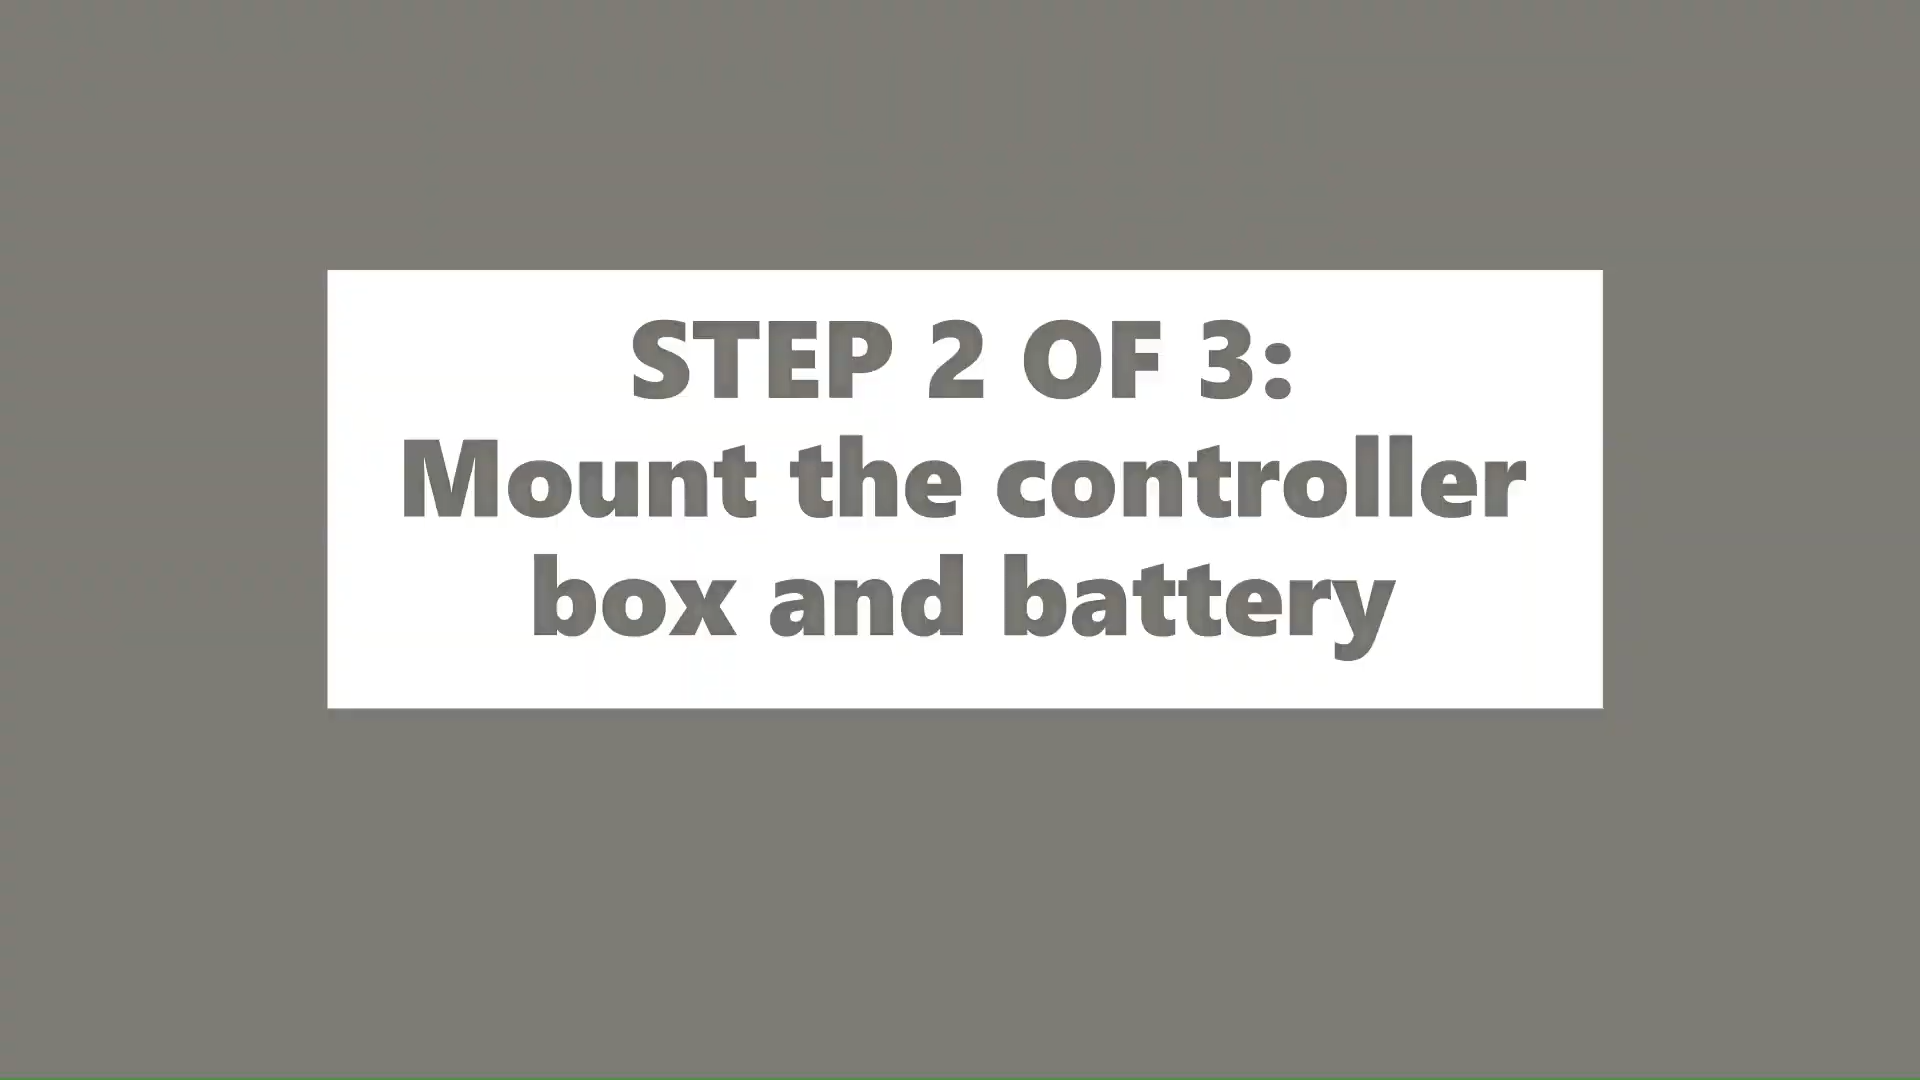 STEP 2 OF 3:
Mount the controller
box and battery